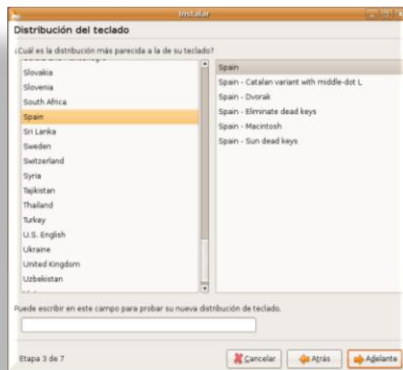 Instalar
Distribución del teclado
¿Cuál es la distribución más parecida a la de su teclado?
Slovakia
Slovenia
South Africa
Spain
Sri Lanka
Sweden
Switzerland
Syria
Tajikistan
Thailand
Turkey
U.S. English
Ukraine
United Kingdom
Uzbekistan
Spain
Spain - Catalan variant with middle-dot L
Spain - Dvorak
Spain - Eliminate dead keys
Spain - Macintosh
Spain - Sun dead keys
Puede escribir en este campo para probar su nueva distribución de teclado.
Etapa 3 de 7
Cancelar
Atrás
Adelante